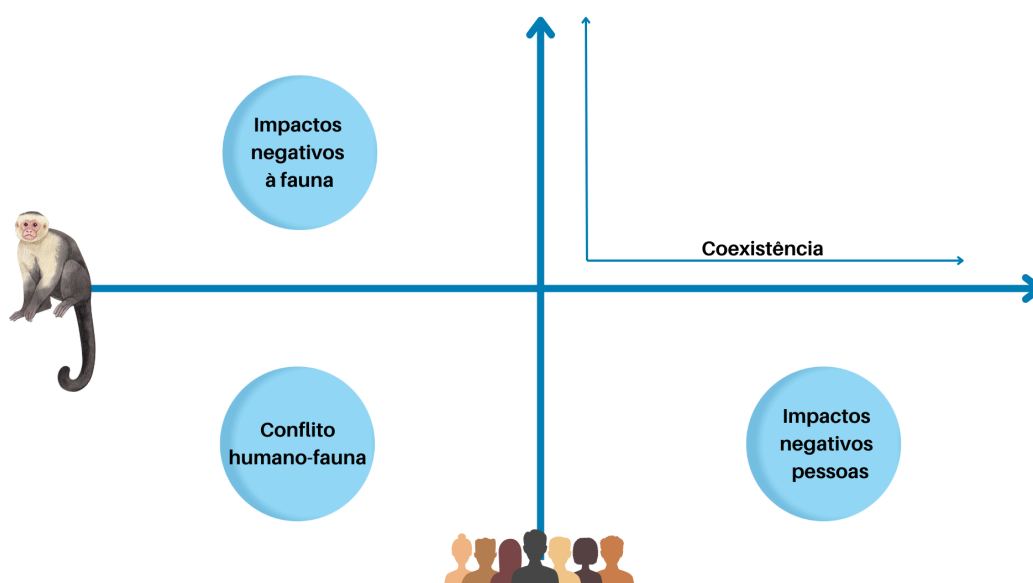 Impactos
negativos
à fauna
Coexistência
Conflito
humano-fauna
Impactos
negativos
pessoas